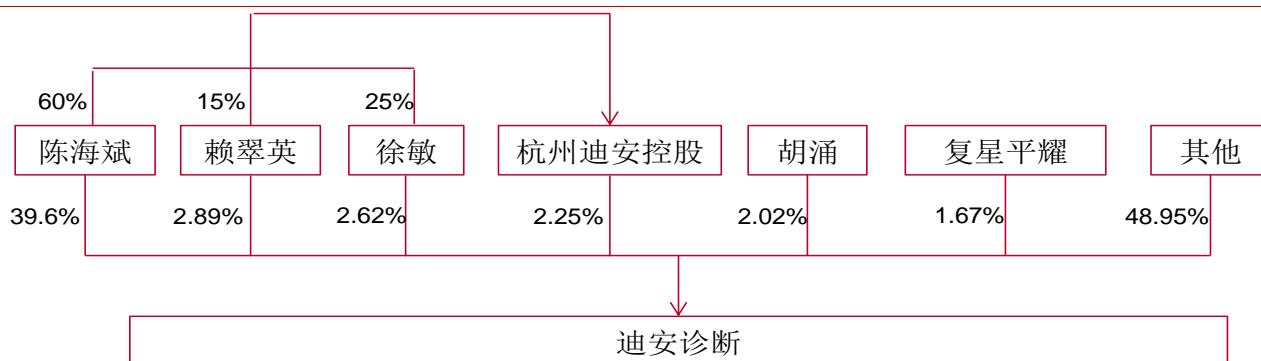 60% 15% 25%
陈海斌 赖翠英 徐敏 杭州迪安控股 胡涌 复星平耀 其他
39.6% 2.89% 2.62% 2.25% 2.02% 1.67% 48.95%
迪安诊断